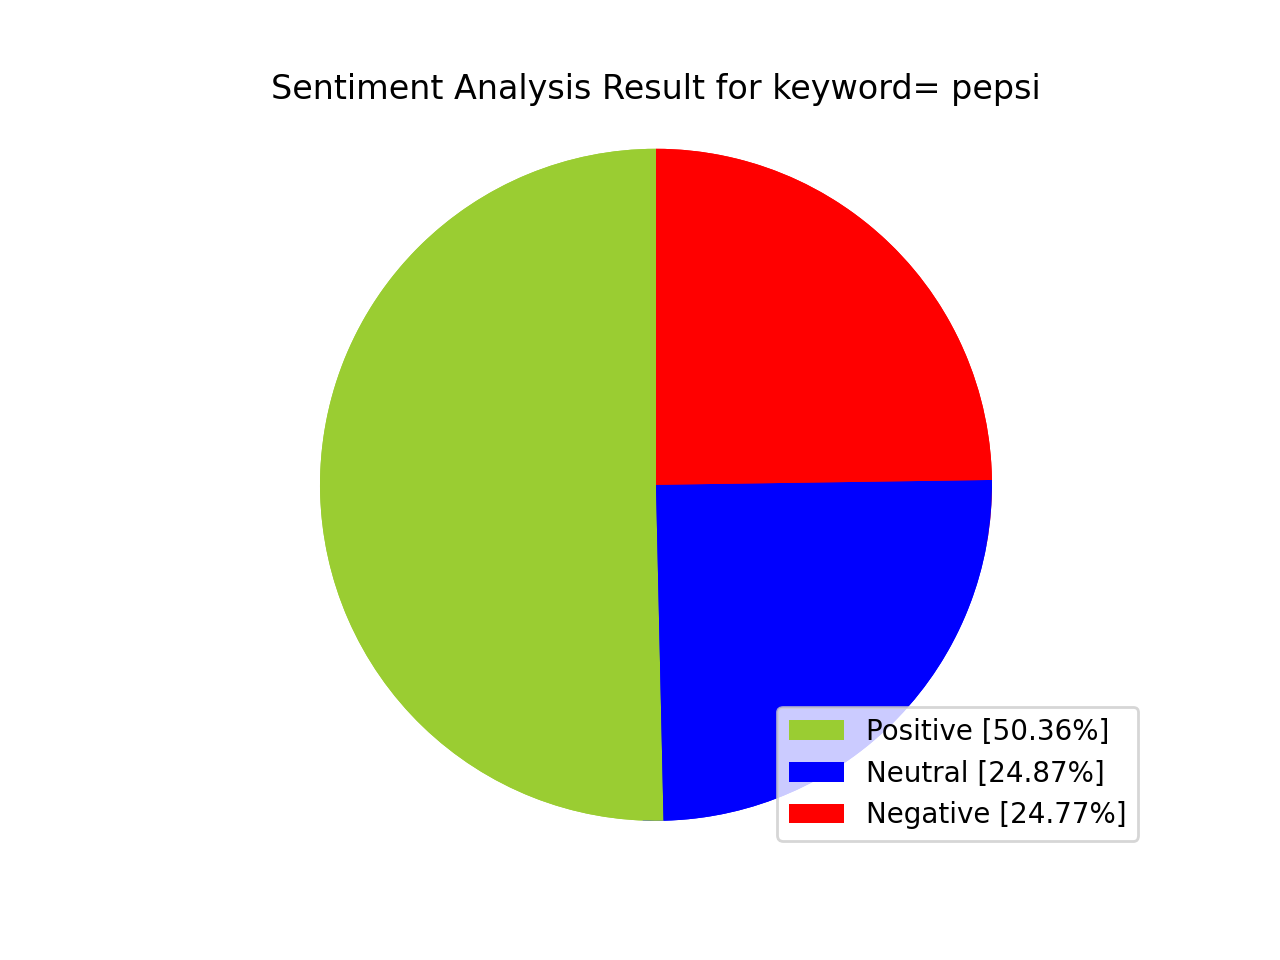 Sentiment Analysis Result for keyword= pepsi
Positive [50.36%]
Neutral [24.87%]
Negative [24.77%]